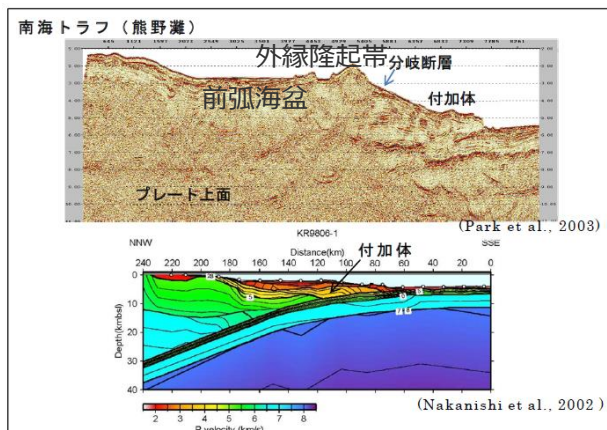 南海トラフ（熊野灘）
外縁隆起帯
分岐断層
前弧海盆
付加体
プレート上面
(Park et al., 2003)
KR9806-1
NNW
Distance(km)
SSE
240 220 200 180 160 140 120 100 80 60 40 20 0
付加体
Depth(kmbsl)
0
10
20
30
40
2 3 4 5 6 7 8
P velocity (km/s)
(Nakanishi et al., 2002)